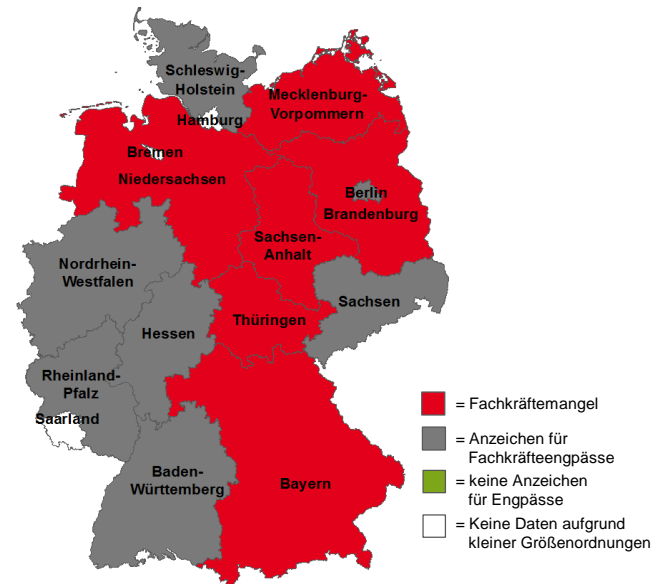 Schleswig-
Holstein
Mecklenburg-
Vorpommern
Hamburg
Bremen
Niedersachsen
Berlin
Brandenburg
Sachsen-
Anhalt
Nordrhein-
Westfalen
Sachsen
Thüringen
Hessen
Rheinland-
Pfalz
Saarland
Baden-
Württemberg
Bayern
= Fachkräftemangel
= Anzeichen für
Fachkräfteengpässe
= keine Anzeichen
für Engpässe
= Keine Daten aufgrund
kleiner Größenordnungen